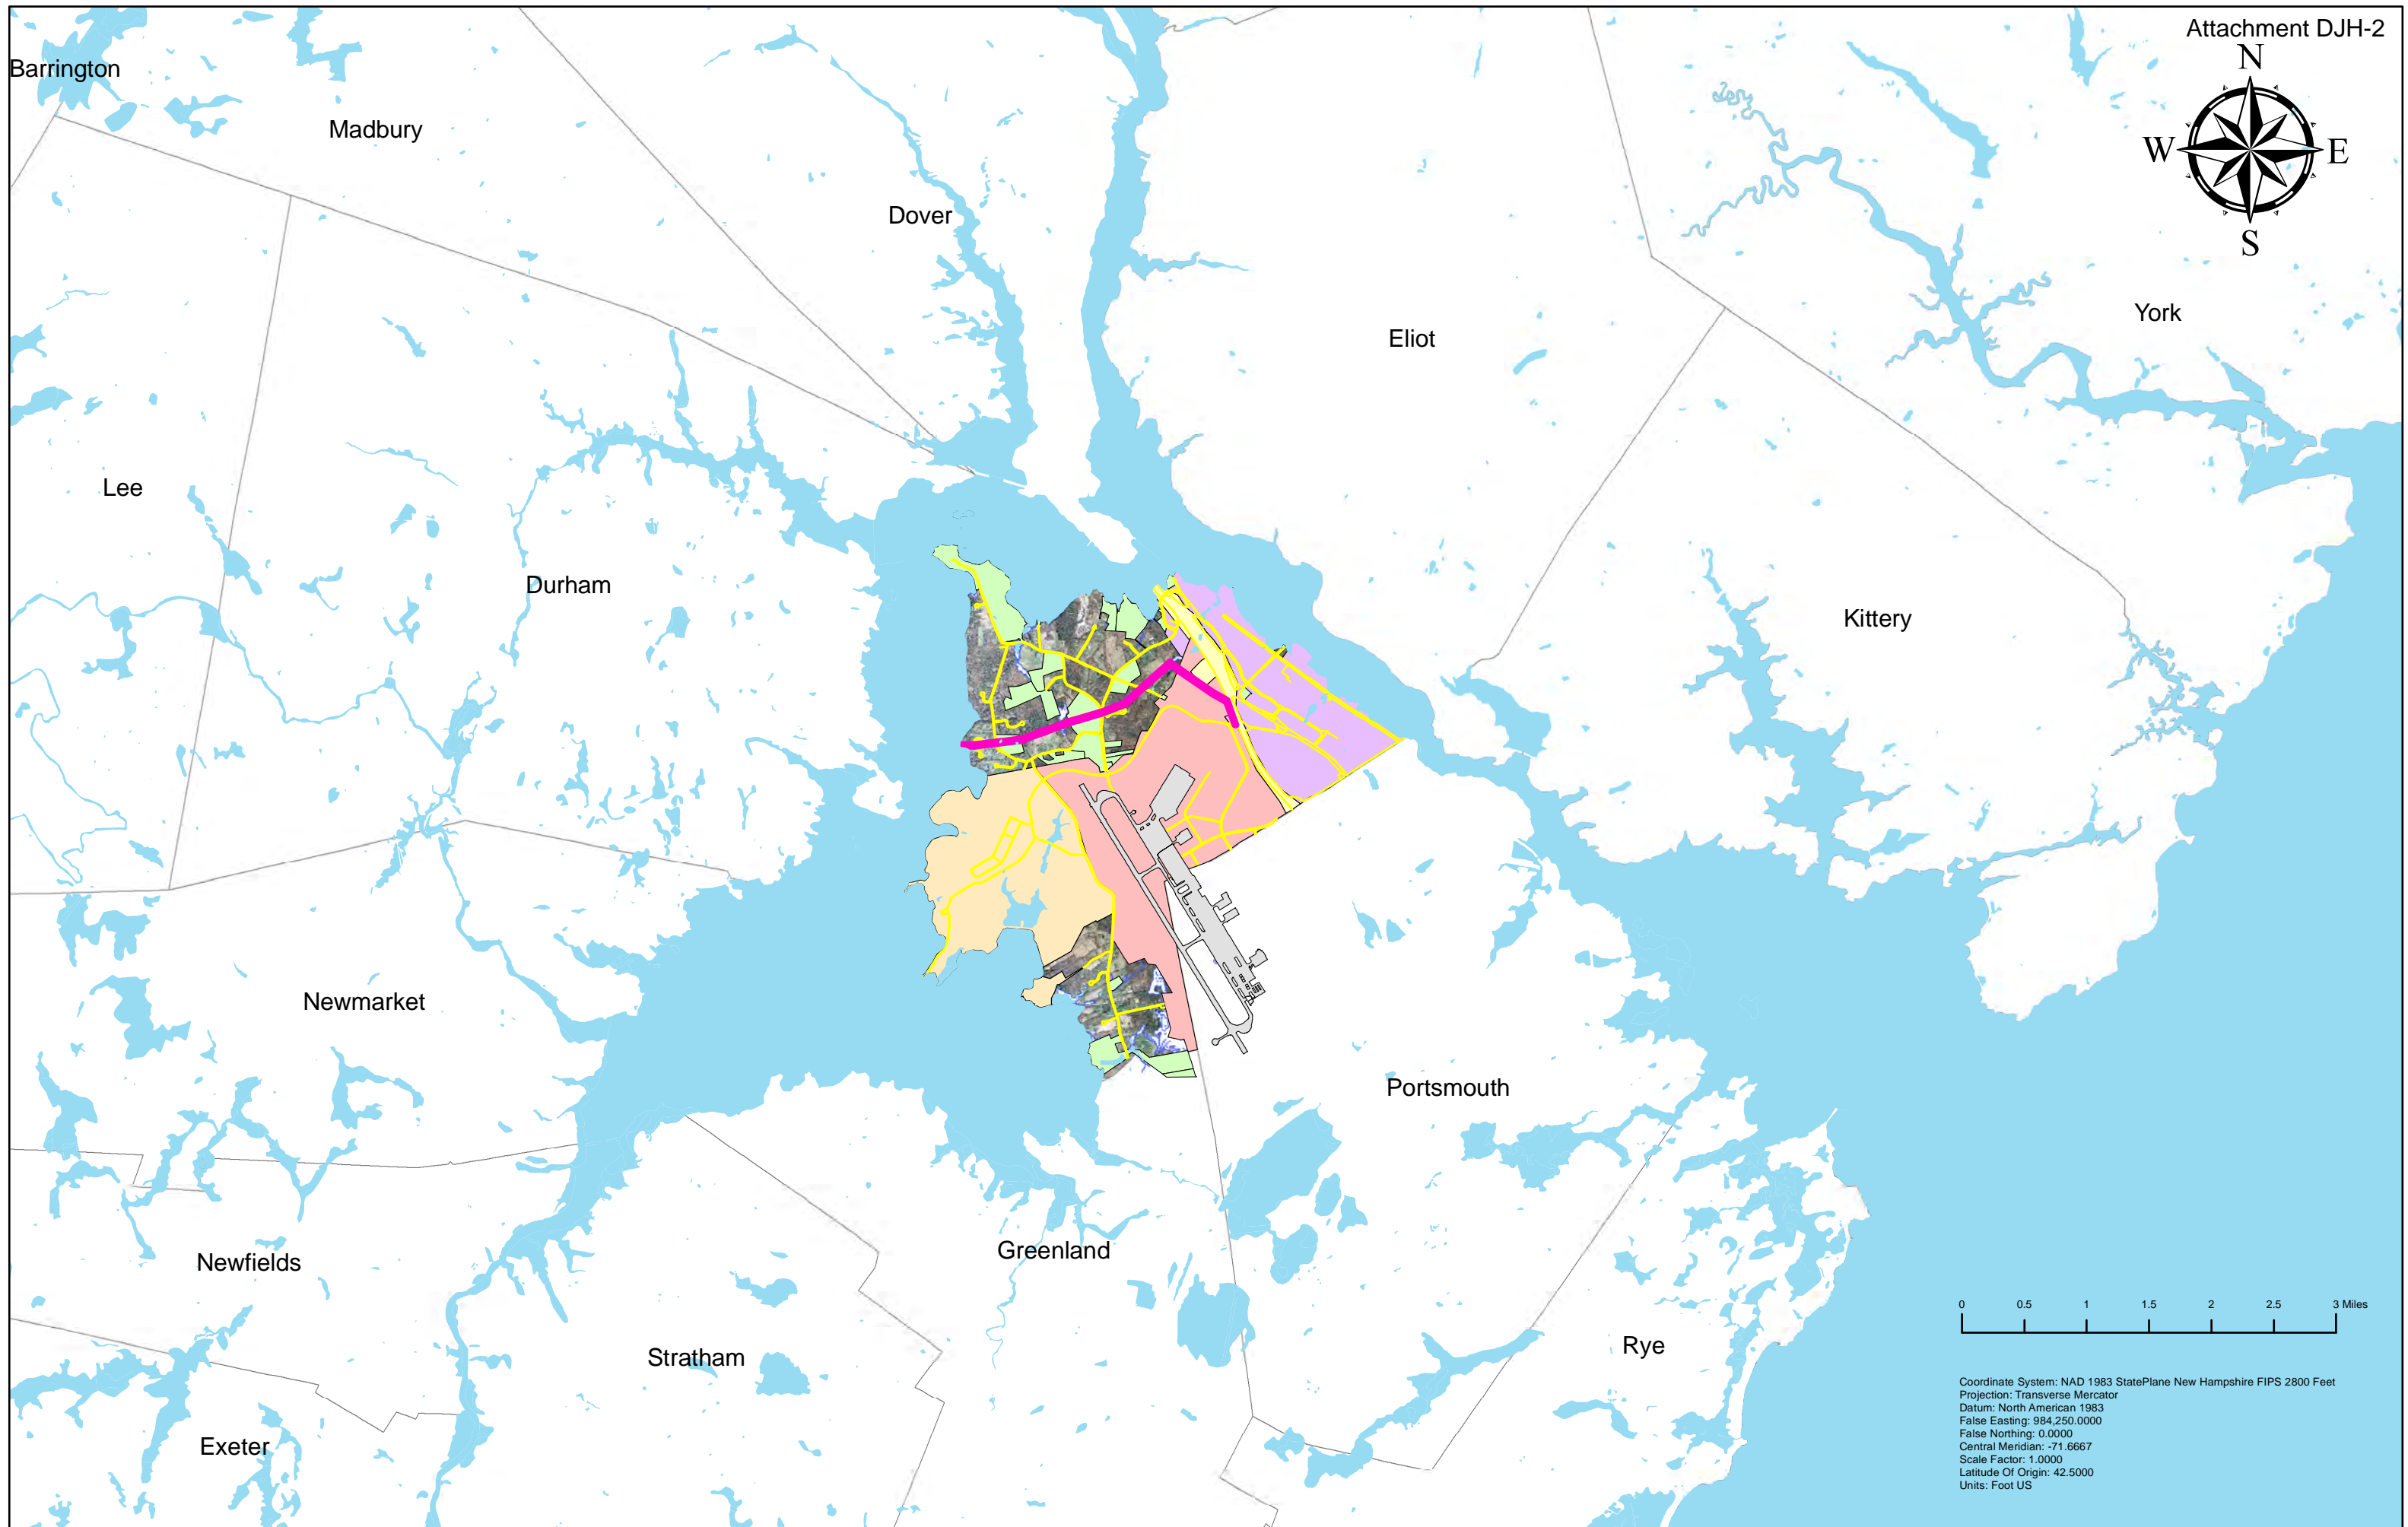 Attachment DJH-2
N
W
E
S
Barrington
Madbury
Dover
York
Eliot
Lee
Durham
Kittery
Newmarket
Portsmouth
Greenland
Newfields
Rye
Stratham
Exeter
0 0.5 1 1.5 2 2.5 3 Miles
Coordinate System: NAD 1983 StatePlane New Hampshire FIPS 2800 Feet
Projection: Transverse Mercator
Datum: North American 1983
False Easting: 984,250.0000
False Northing: 0.0000
Central Meridian: -71.6667
Scale Factor: 1.0000
Latitude Of Origin: 42.5000
Units: Foot US